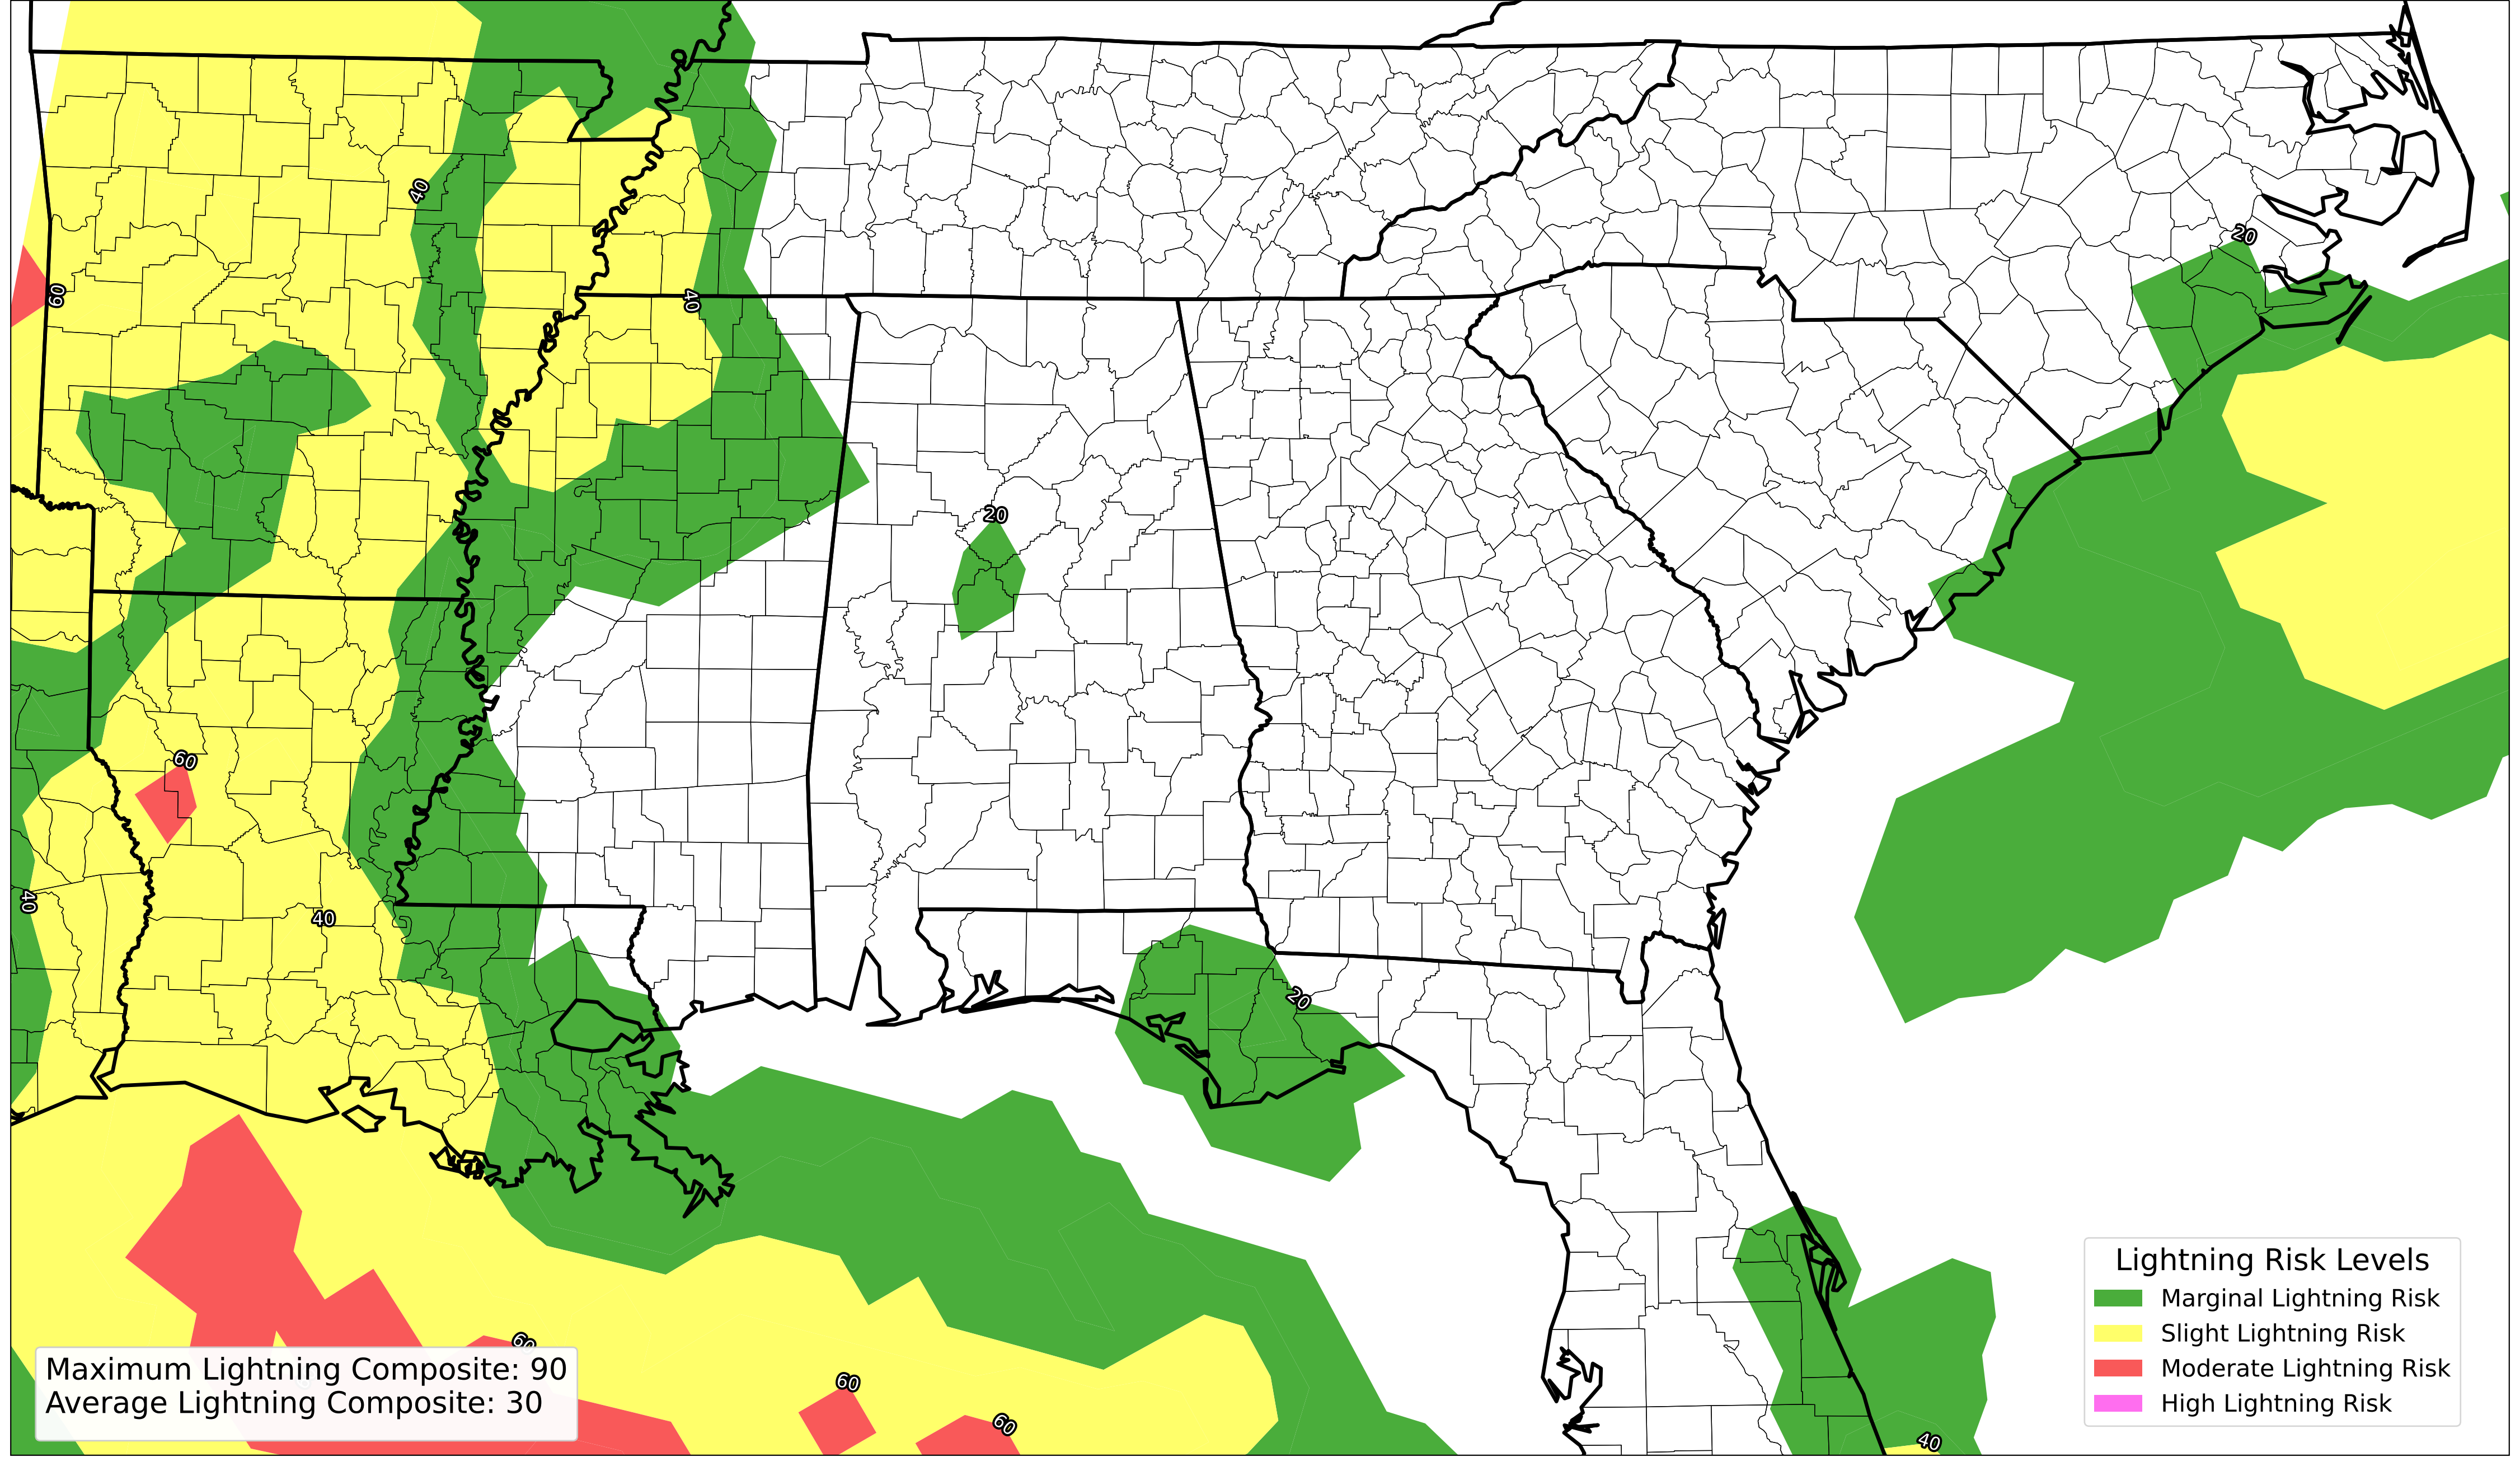 40
20
60
40
20
60
40
40
20
60
60
60
40
Lightning Risk Levels
Marginal Lightning Risk
Slight Lightning Risk
Moderate Lightning Risk
High Lightning Risk
Maximum Lightning Composite: 90
Average Lightning Composite: 30